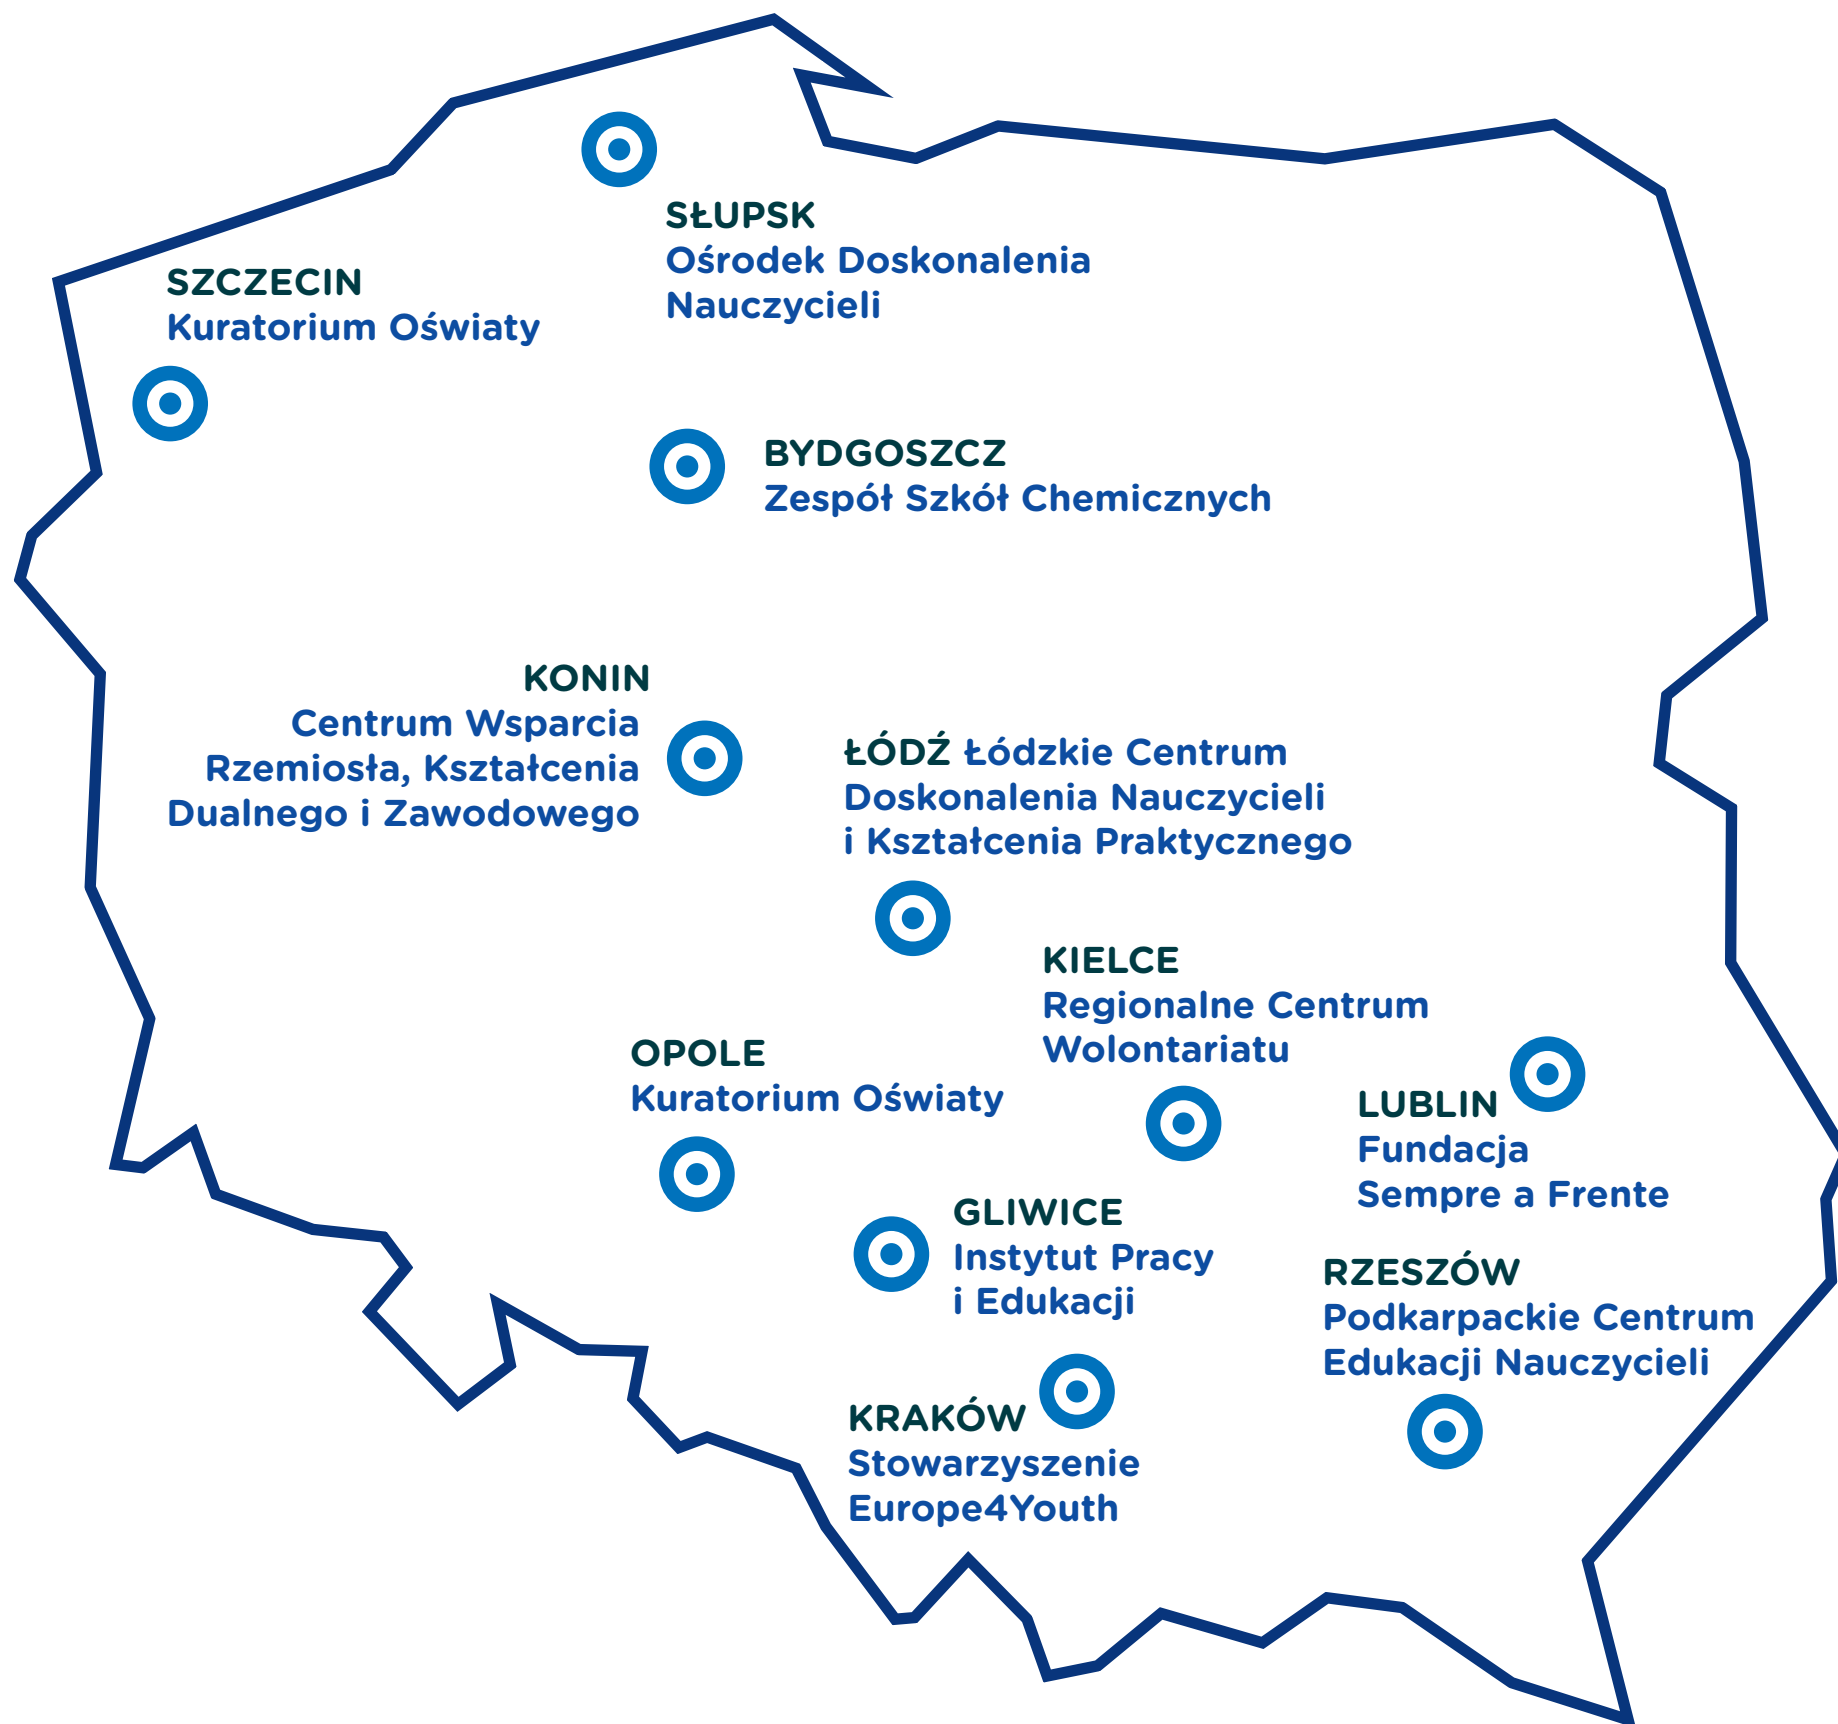 SŁUPSK
Ośrodek Doskonalenia
Nauczycieli
SZCZECIN
Kuratorium Oświaty
BYDGOSZCZ
Zespół Szkół Chemicznych
KONIN
Centrum Wsparcia
Rzemiosła, Kształcenia
Dualnego i Zawodowego
ŁÓDŹ Łódzkie Centrum
Doskonalenia Nauczycieli
i Kształcenia Praktycznego
KIELCE
Regionalne Centrum
Wolontariatu
OPOLE
Kuratorium Oświaty
LUBLIN
Fundacja
Sempre a Frente
GLIWICE
Instytut Pracy
i Edukacji
RZESZÓW
Podkarpackie Centrum
Edukacji Nauczycieli
KRAKÓW
Stowarzyszenie
Europe4Youth